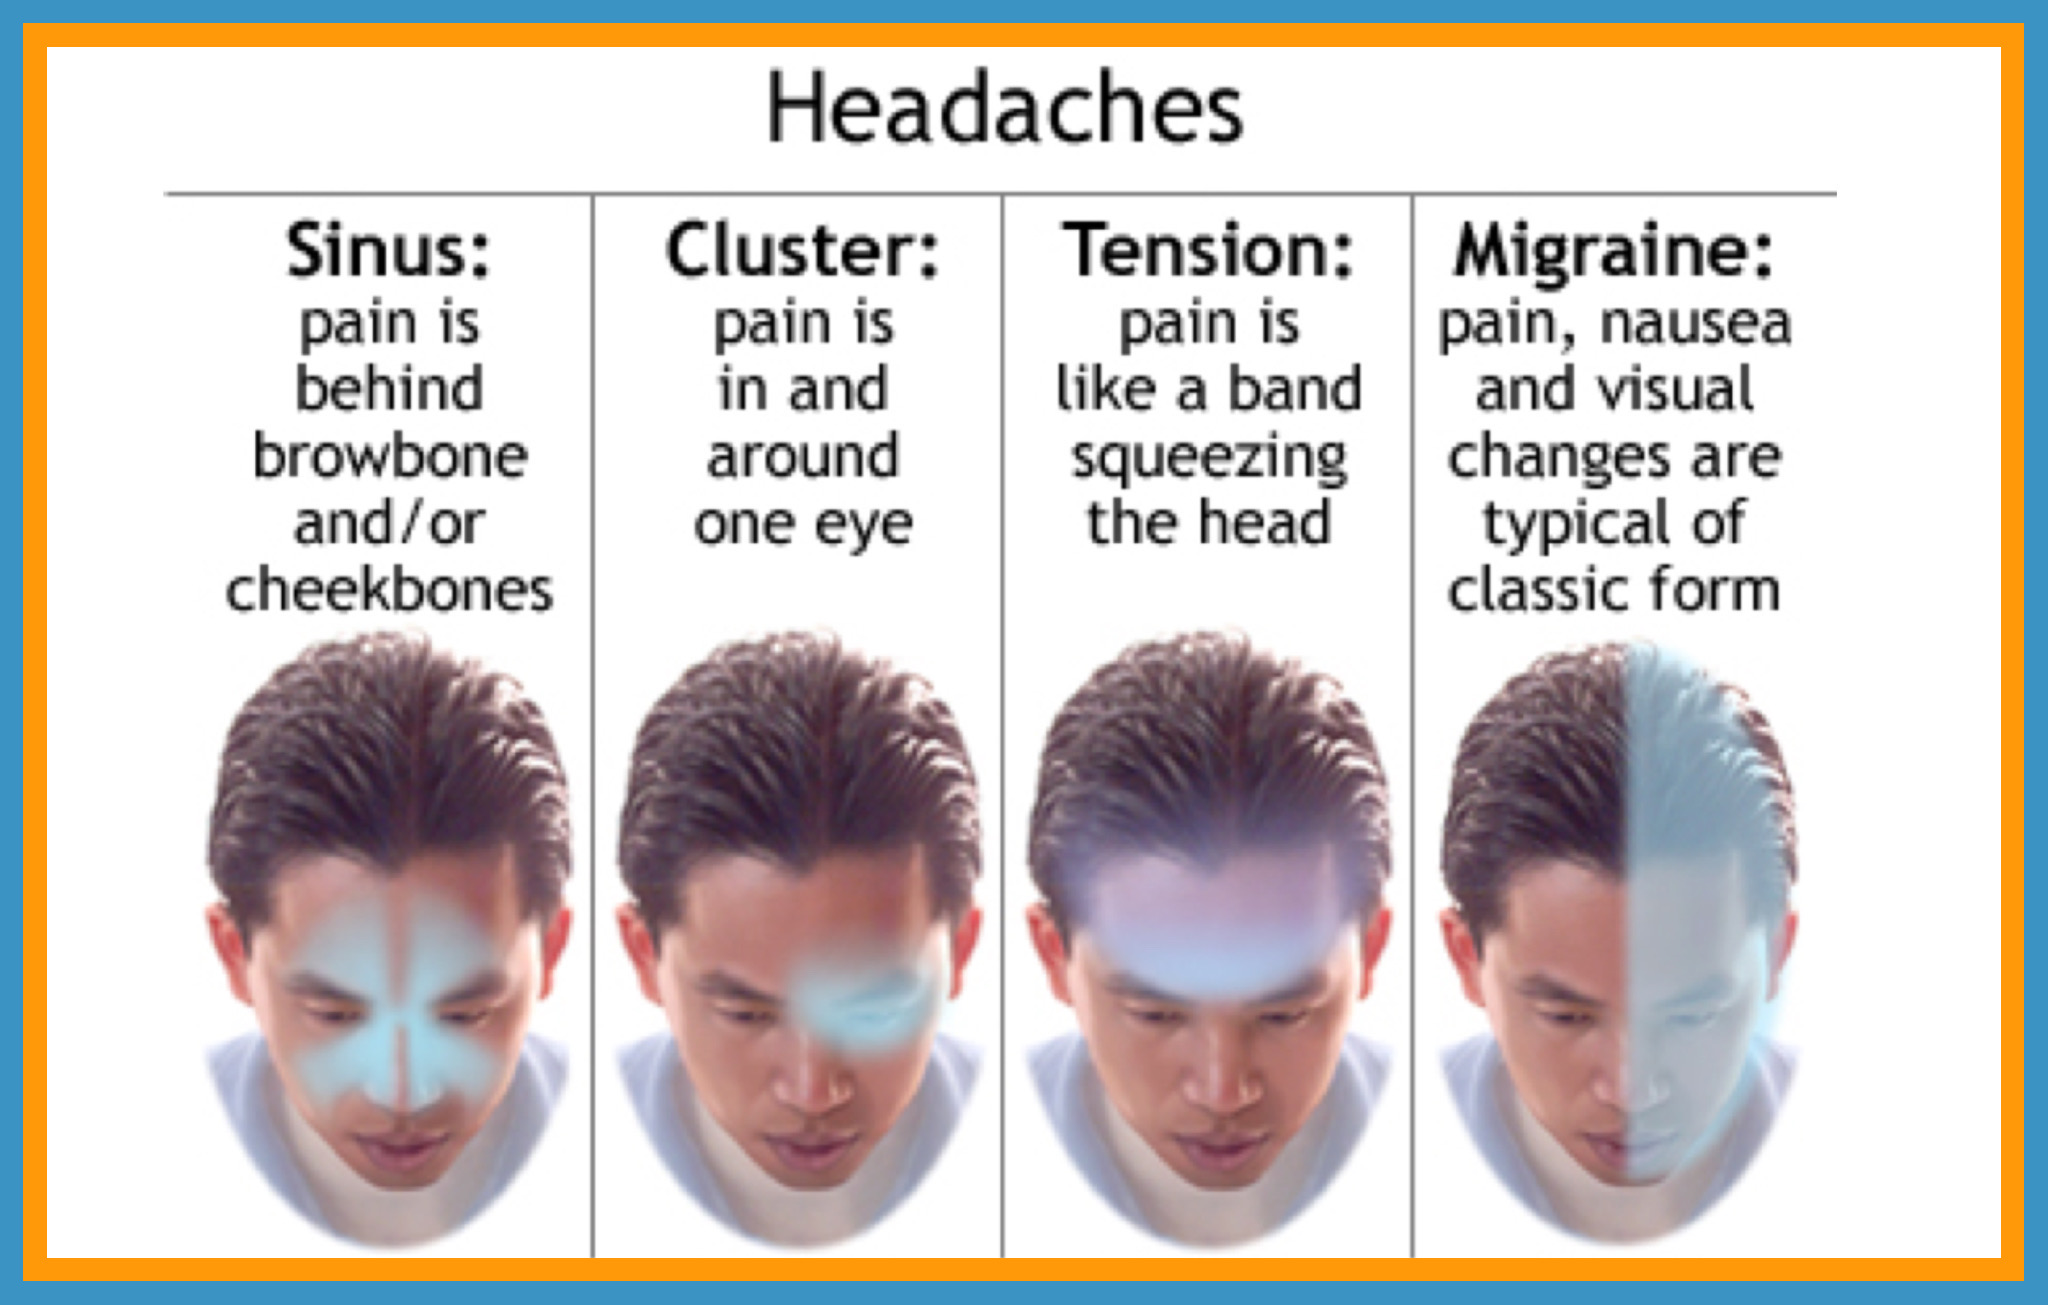 Headaches
Sinus:
pain is
behind
browbone
and/or
cheekbones
Cluster:
pain is
in and
around
one eye
Tension:
pain is
like a band
squeezing
the head
Migraine:
pain, nausea
and visual
changes are
typical of
classic form